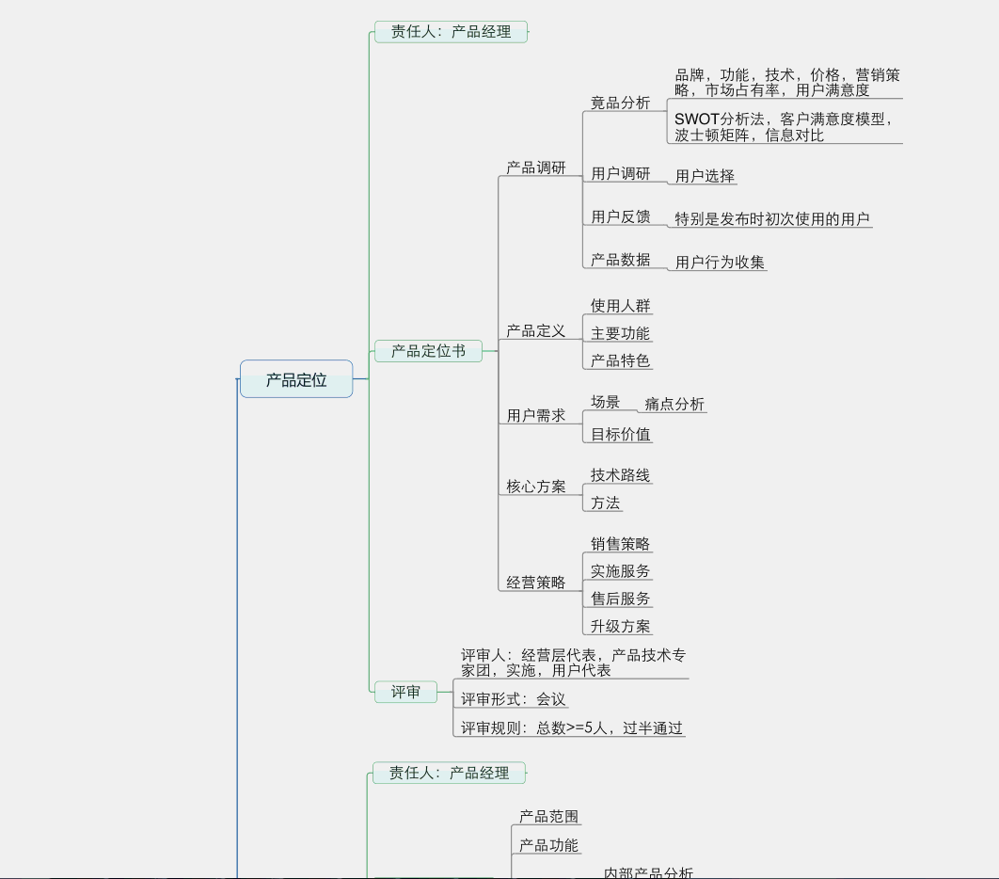 责任人：产品经理
品牌，功能，技术，价格，营销策
略，市场占有率，用户满意度
竟品分析
SWOT分析法，客户满意度模型，
波士顿矩阵，信息对比
产品调研
用户调研
用户选择
用户反馈
特别是发布时初次使用的用户
产品数据
用户行为收集
使用人群
产品定义
主要功能
产品定位书
产品特色
产品定位
场景
痛点分析
用户需求
目标价值
技术路线
核心方案
方法
销售策略
实施服务
经营策略
售后服务
升级方案
评审人：经营层代表，产品技术专
家团，实施，用户代表
评审
评审形式：会议
评审规则：总数>=5人，过半通过
责任人：产品经理
产品范围
产品功能
内部产品分析